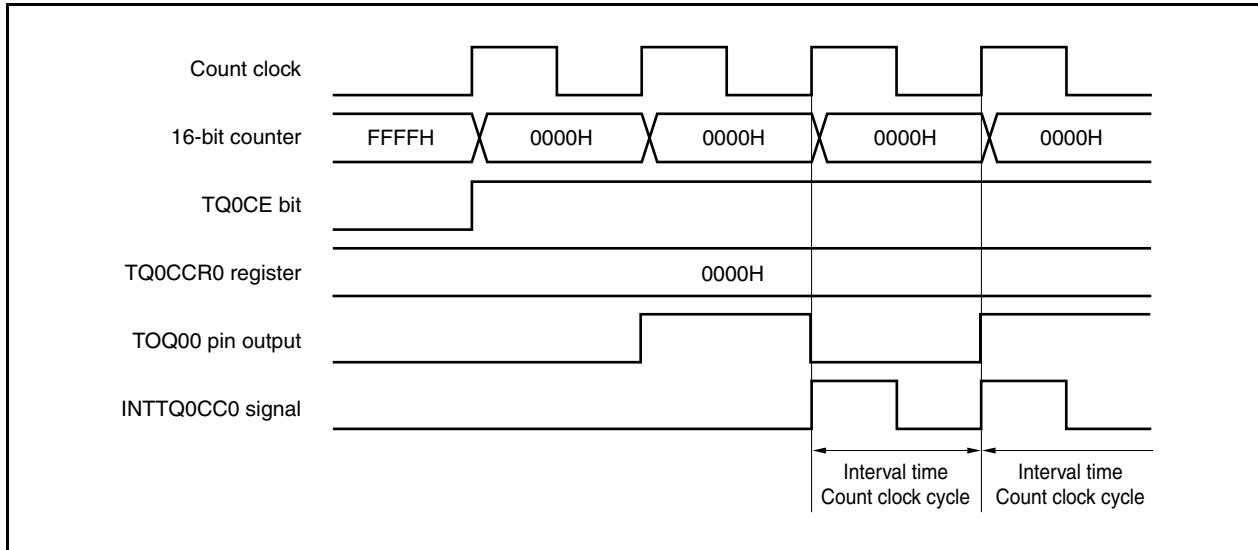 Count clock
16-bit counter FFFFH 0000H 0000H 0000H 0000H
TQ0CE bit
TQ0CCR0 register 0000H
TOQ00 pin output
INTTQ0CC0 signal
Interval time Interval time
Count clock cycle Count clock cycle